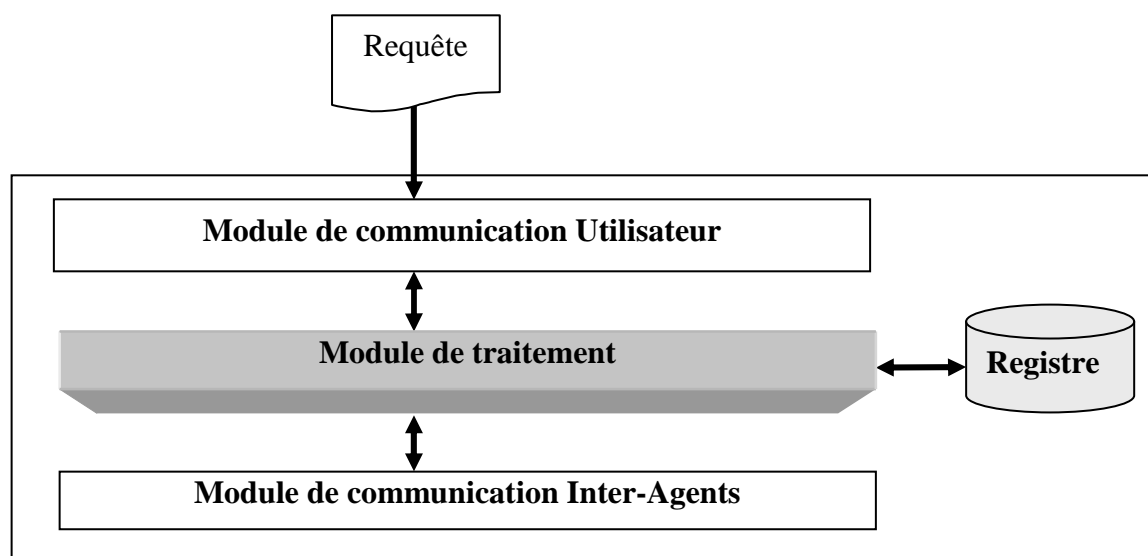 Requête
Module de communication Utilisateur
Module de traitement
Registre
Module de communication Inter-Agents